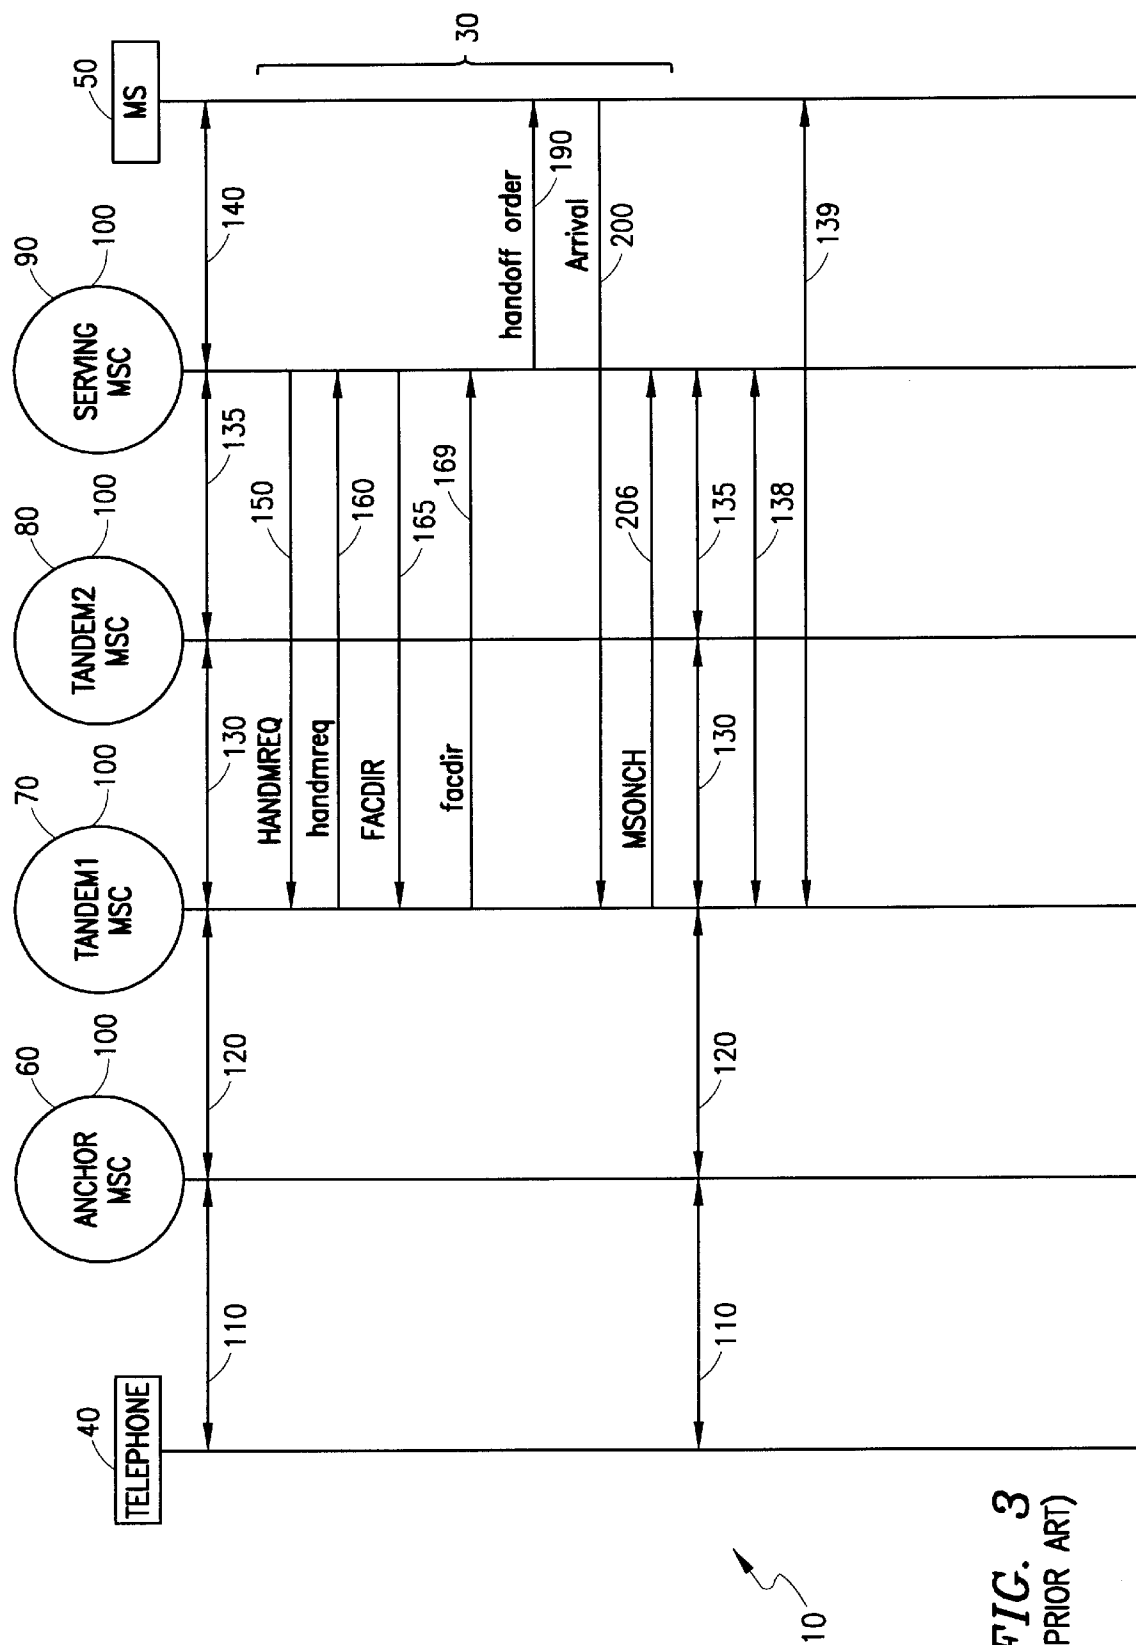 40
TELEPHONE
60
100
ANCHOR
MSC
70
100
TANDEM1
MSC
80
100
TANDEM2
MSC
90
100
SERVING
MSC
50
MS
110
120
130
135
140
30
HANDMREQ
150
handmreq
160
FACDIR
165
facdir
169
handoff order
190
Arrival
200
MSONCH
206
110
120
130
135
138
139
10
FIG. 3
PRIOR ART)